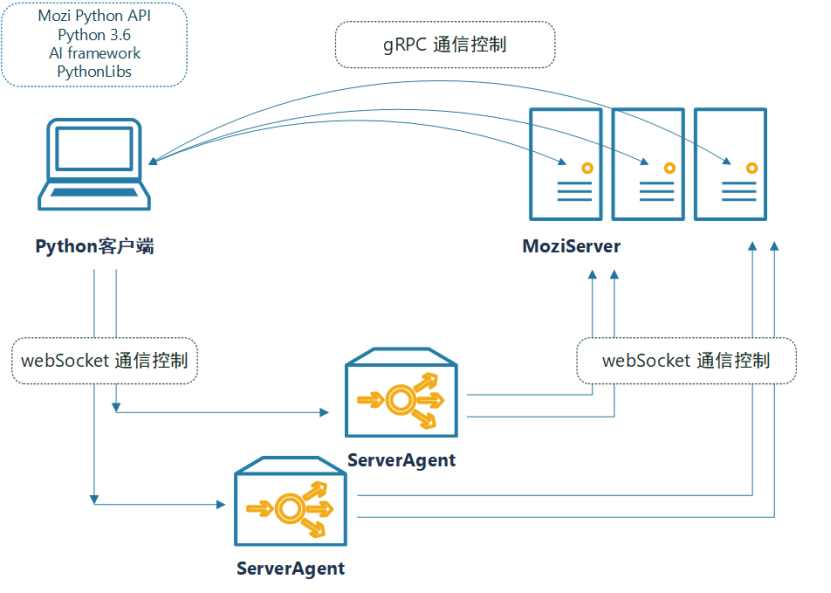 Mozi Python API
Python 3.6
AI framework
PythonLibs
gRPC 通信控制
Python客户端
MoziServer
webSocket 通信控制
webSocket 通信控制
ServerAgent
ServerAgent